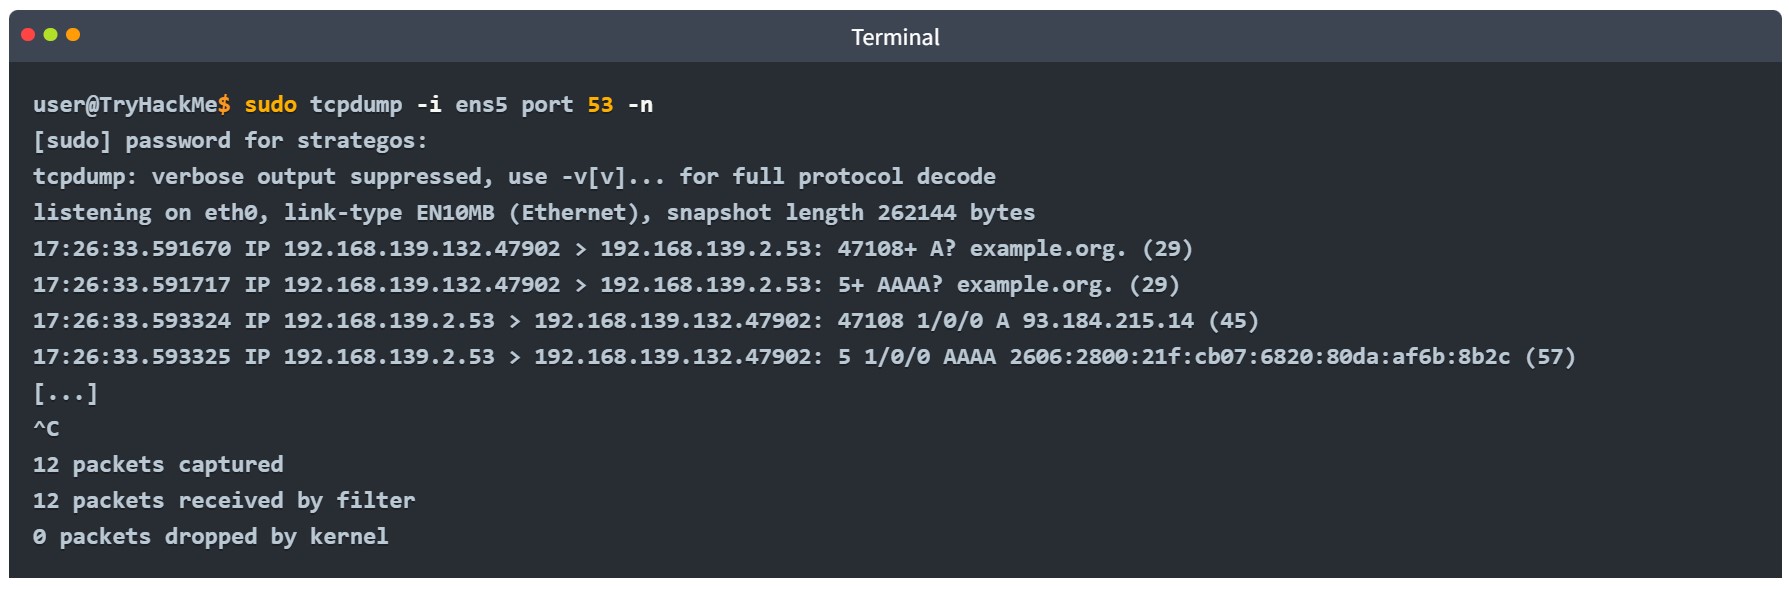 Terminal
user@TryHackMe$ sudo tcpdump -i ens5 port 53 -n
[sudo] password for strategos:
tcpdump: verbose output suppressed, use -v[v]... for full protocol decode
listening on eth0, link-type EN10MB (Ethernet), snapshot length 262144 bytes
17:26:33.591670 IP 192.168.139.132.47902 > 192.168.139.2.53: 47108+ A? example.org. (29)
17:26:33.591717 IP 192.168.139.132.47902 > 192.168.139.2.53: 5+ AAAA? example.org. (29)
17:26:33.593324 IP 192.168.139.2.53 > 192.168.139.132.47902: 47108 1/0/0 A 93.184.215.14 (45)
17:26:33.593325 IP 192.168.139.2.53 > 192.168.139.132.47902: 5 1/0/0 AAAA 2606:2800:21f:cb07:6820:80da:af6b:8b2c (57)
[...]
^C
12 packets captured
12 packets received by filter
0 packets dropped by kernel